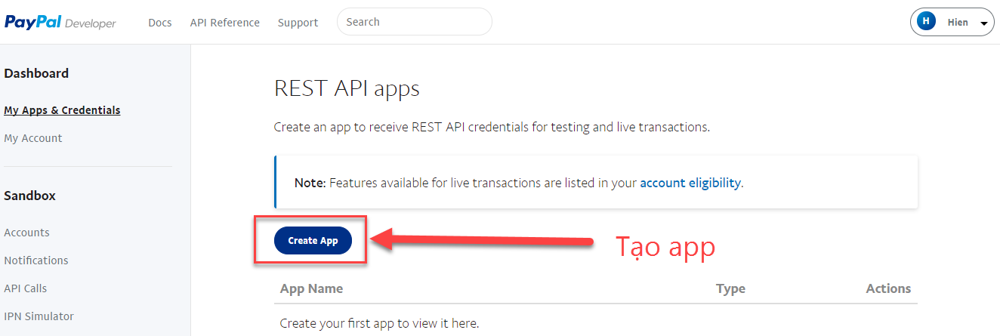 PayPal Developer
Docs
API Reference
Support
Search
H
Hien
Dashboard
My Apps & Credentials
My Account
Sandbox
Accounts
Notifications
API Calls
IPN Simulator
REST API apps
Create an app to receive REST API credentials for testing and live transactions.
Note: Features available for live transactions are listed in your account eligibility.
Create App
Tạo app
App Name
Type
Actions
Create your first app to view it here.